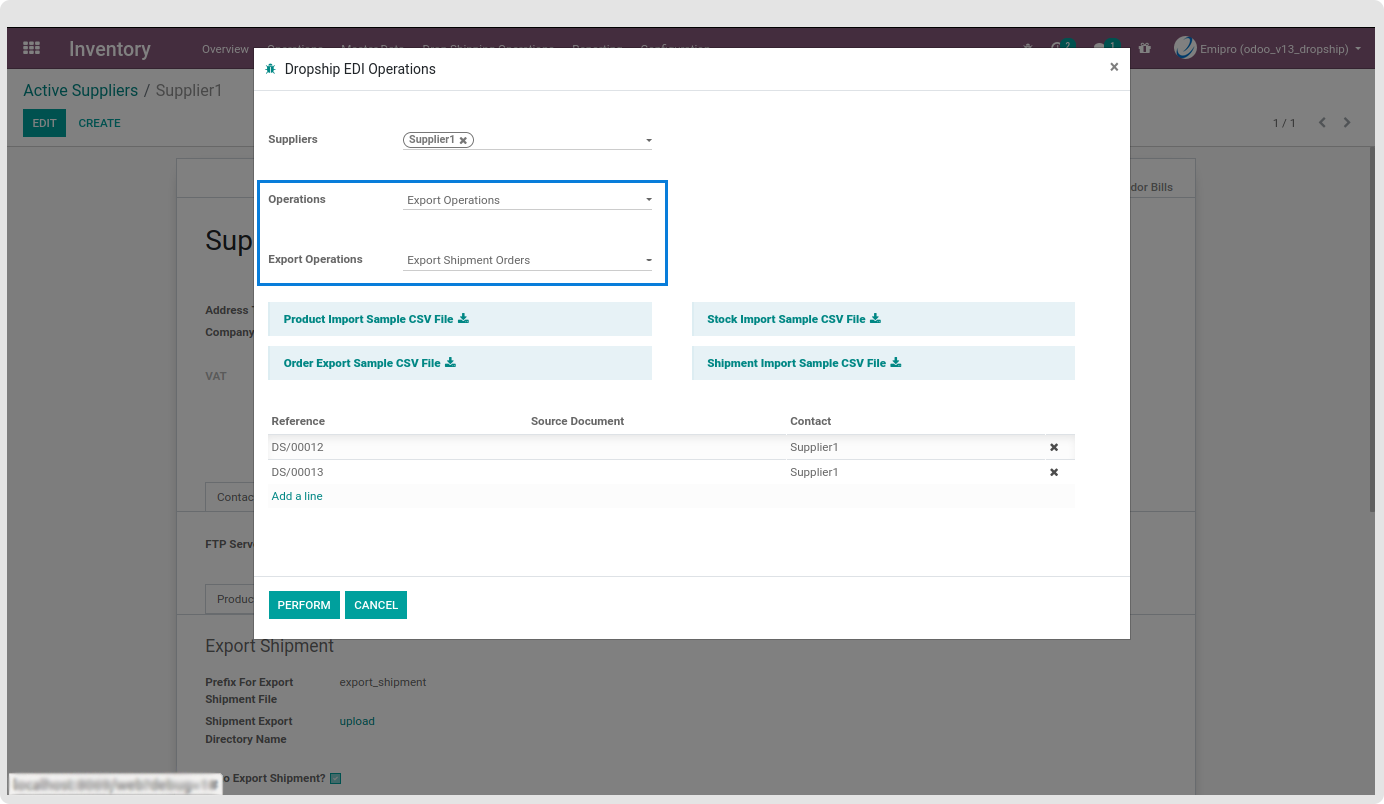 Inventory Overview Operations Master Data Drop Shipping Operations Reporting Configuration 2 1 Emipro (odoo_v13_dropship)
Dropship EDI Operations ×
Active Suppliers / Supplier1
EDIT CREATE
1 / 1
Suppliers Supplier1
dor Bills
Operations Export Operations
Sup
Export Operations Export Shipment Orders
Address
Product Import Sample CSV File Stock Import Sample CSV File
Company
Order Export Sample CSV File Shipment Import Sample CSV File
VAT
Reference Source Document Contact
DS/00012 Supplier1
DS/00013 Supplier1
Add a line
Contac
FTP Serv
Produc
PERFORM CANCEL
Export Shipment
Prefix For Export export_shipment
Shipment File
Shipment Export upload
Directory Name
o Export Shipment?